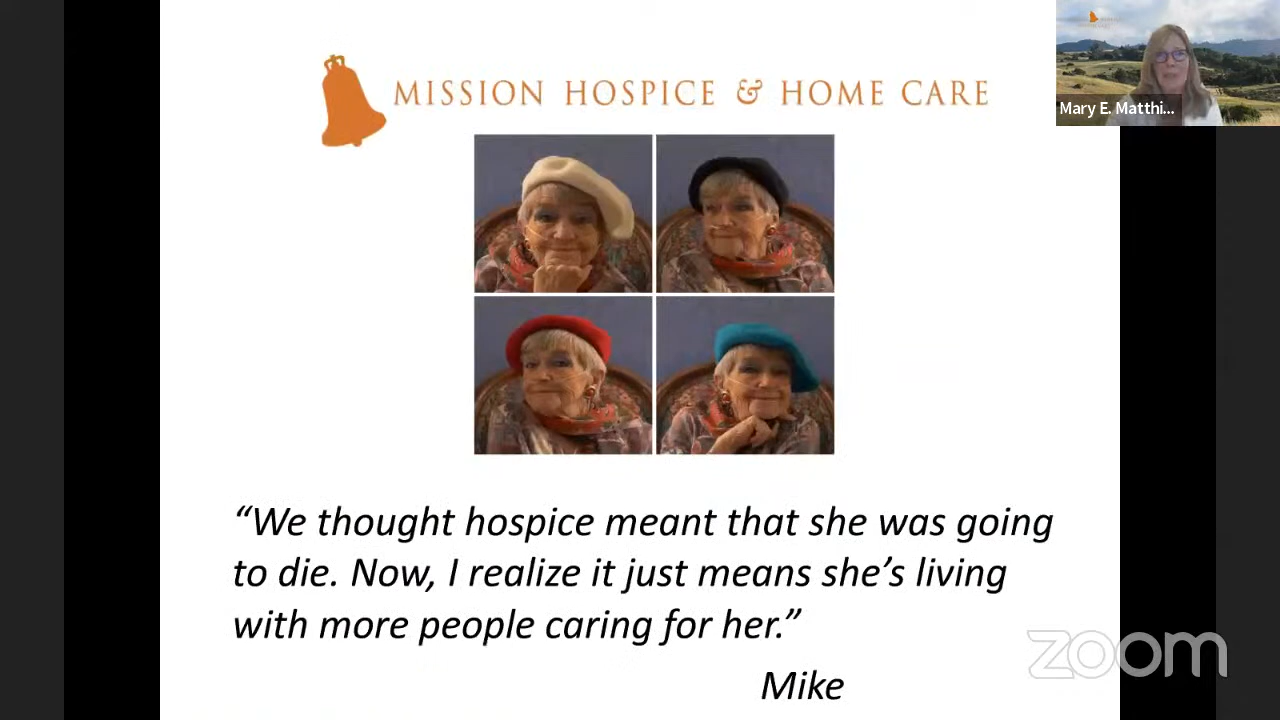 MISSION HOSPICE & HOME CARE
Mary E. Matthi...
“We thought hospice meant that she was going
to die. Now, I realize it just means she’s living
with more people caring for her.”
zoom
Mike